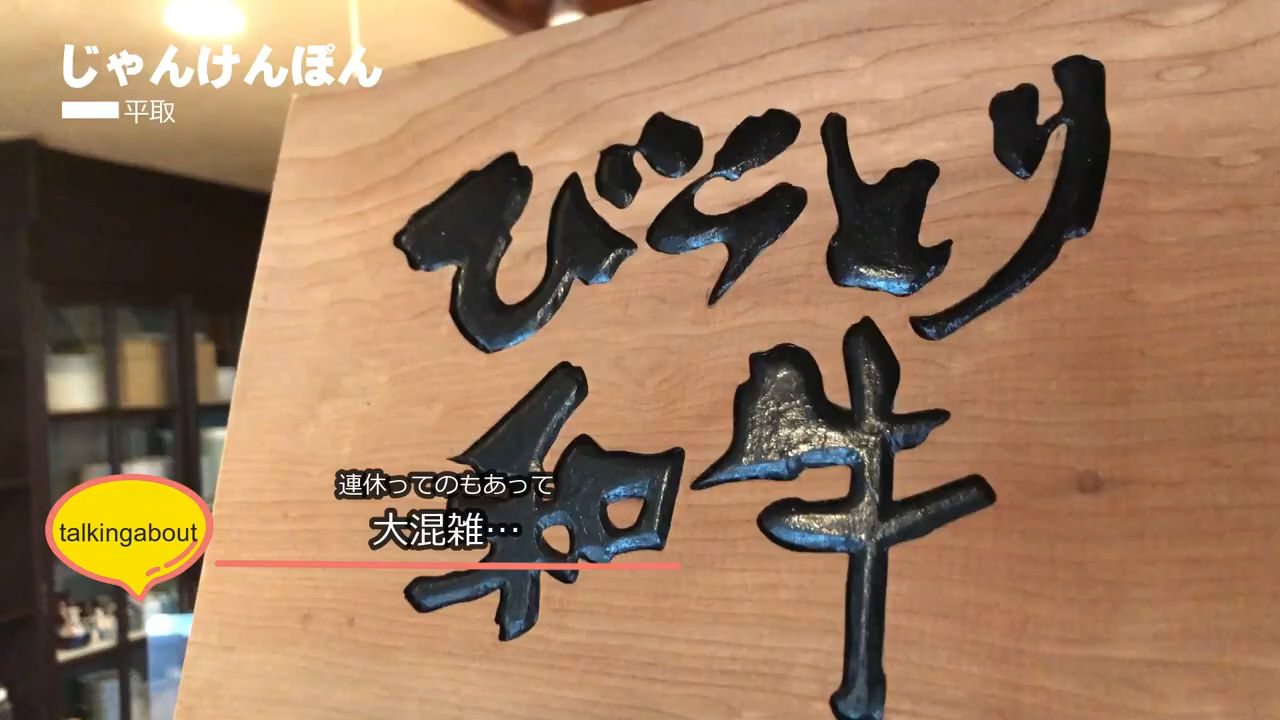 じゃんけんぽん
平取
びらとり
和牛
連休ってのもあって
大混雑…
talkingabout